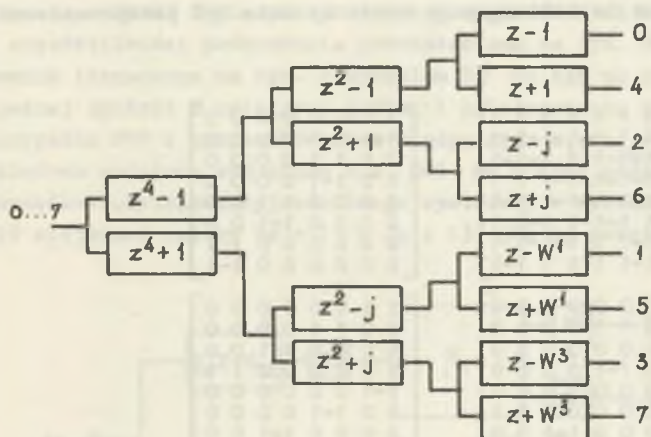 z-1 0
z²-1
z+1 4
z²+1
z-j 2
z⁴-1
z+j 6
0...7
z⁴+1
z-W¹ 1
z²-j
z+W¹ 5
z²+j
z-W³ 3
z+W³ 7